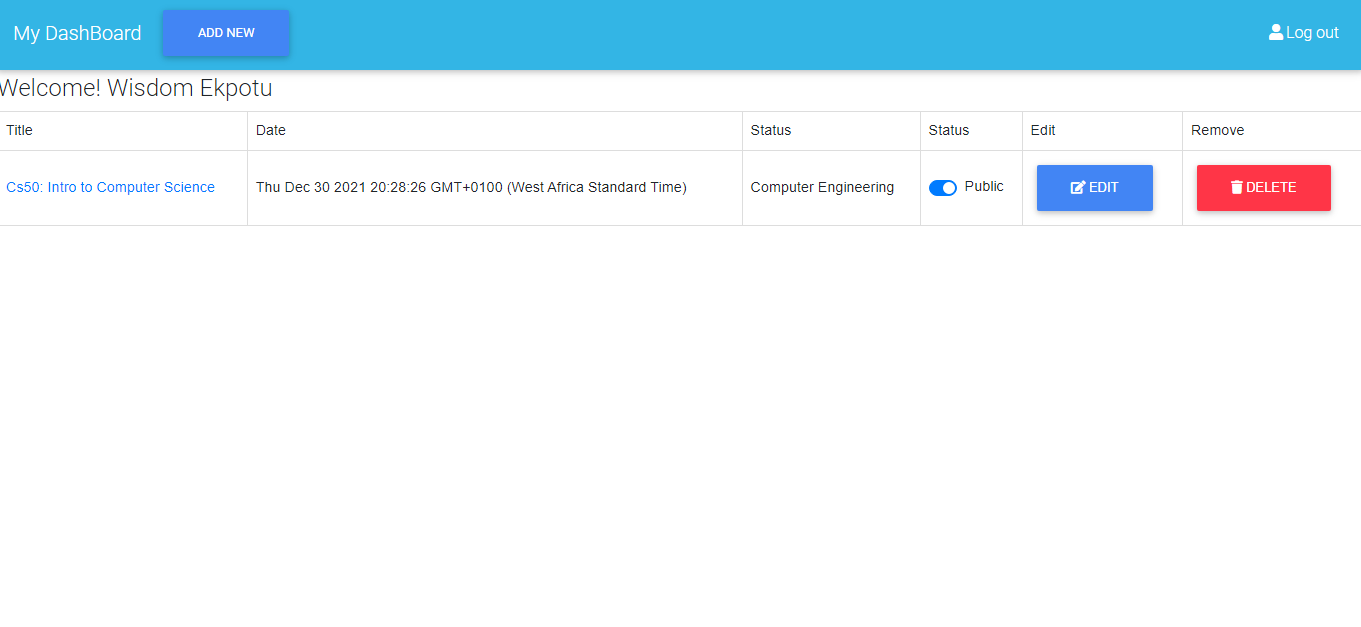 My DashBoard ADD NEW Log out
Welcome! Wisdom Ekpotu
Title Date Status Status Edit Remove
Cs50: Intro to Computer Science Thu Dec 30 2021 20:28:26 GMT+0100 (West Africa Standard Time) Computer Engineering Public EDIT DELETE